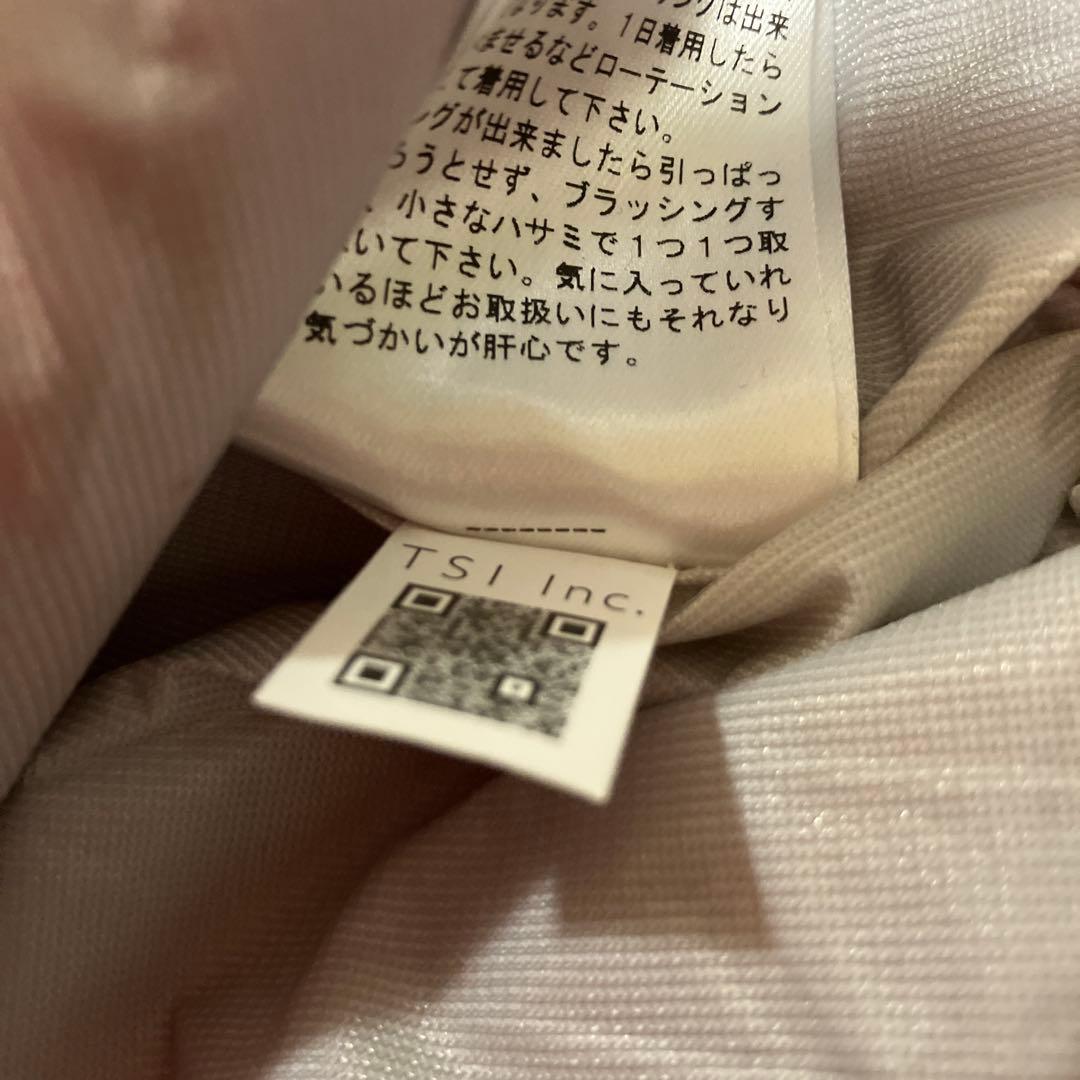 ングは出来
ります。1日着用したら
ませるなどローテーション
て着用して下さい。
ングが出来ましたら引っぱっ
うとせず、ブラッシングす
、小さなハサミで1つ1つ取
いて下さい。気に入っていれ
いるほどお取扱いにもそれなり
気づかいが肝心です。
TSI Inc.